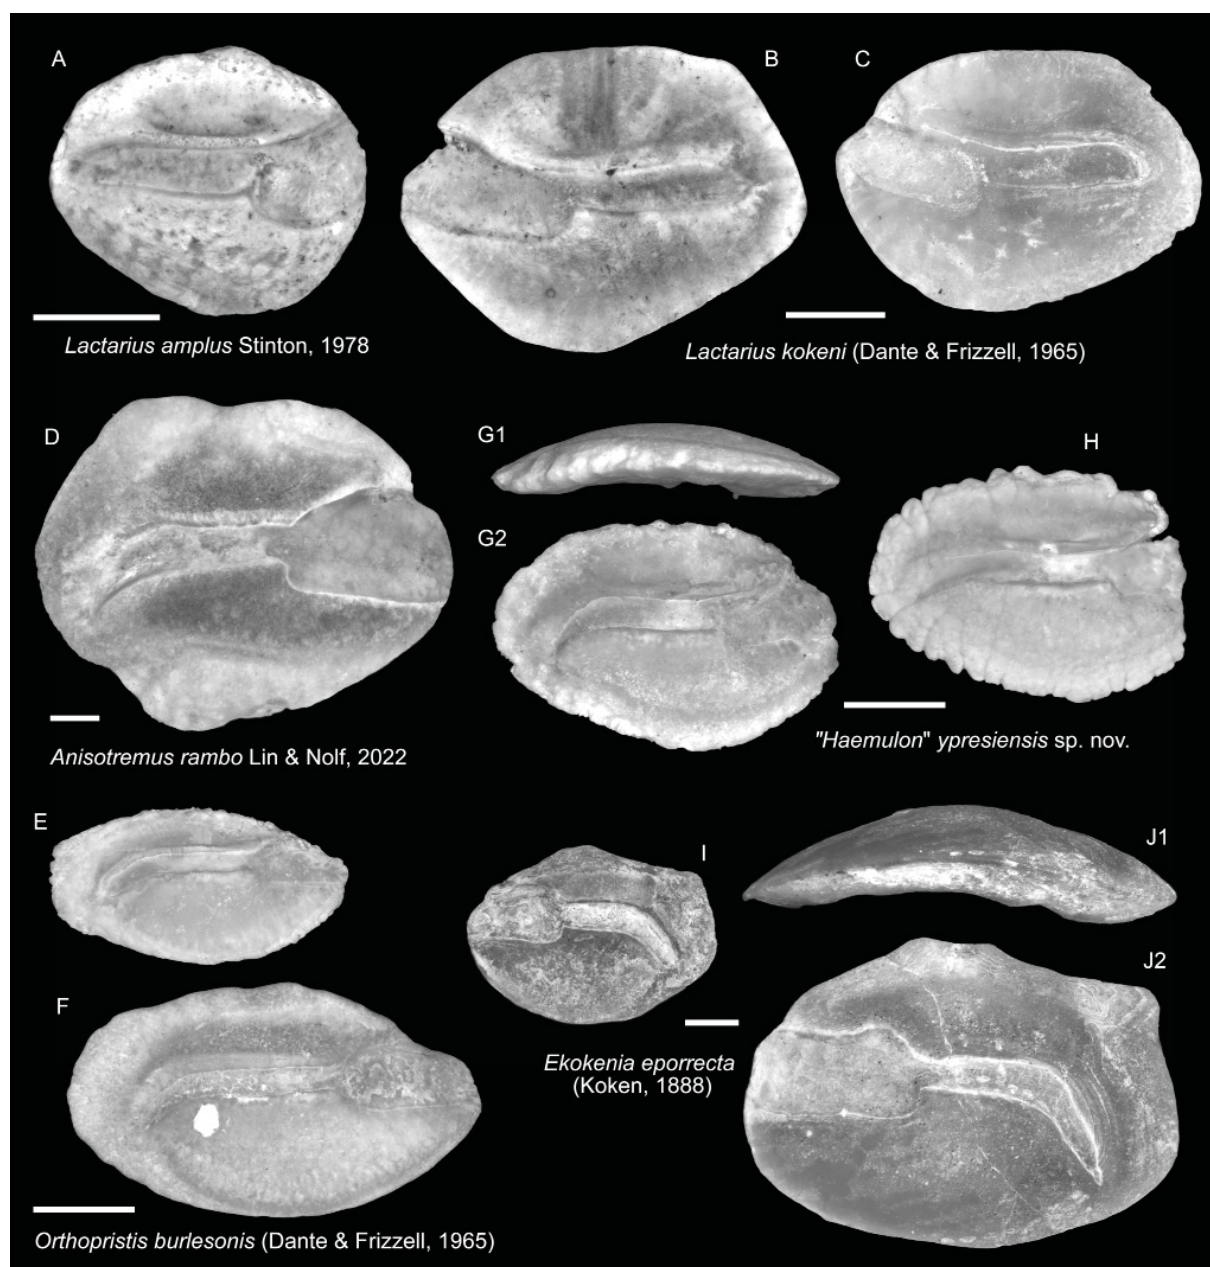 A
B
C
Lactarius amplus Stinton, 1978
Lactarius kokeni (Dante & Frizzell, 1965)
D
G1
H
G2
"Haemulon" ypresiensis sp. nov.
Anisotremus rambo Lin & Nolf, 2022
E
I
J1
J2
F
Ekokenia eporrecta
(Koken, 1888)
Orthopristis burlesonis (Dante & Frizzell, 1965)